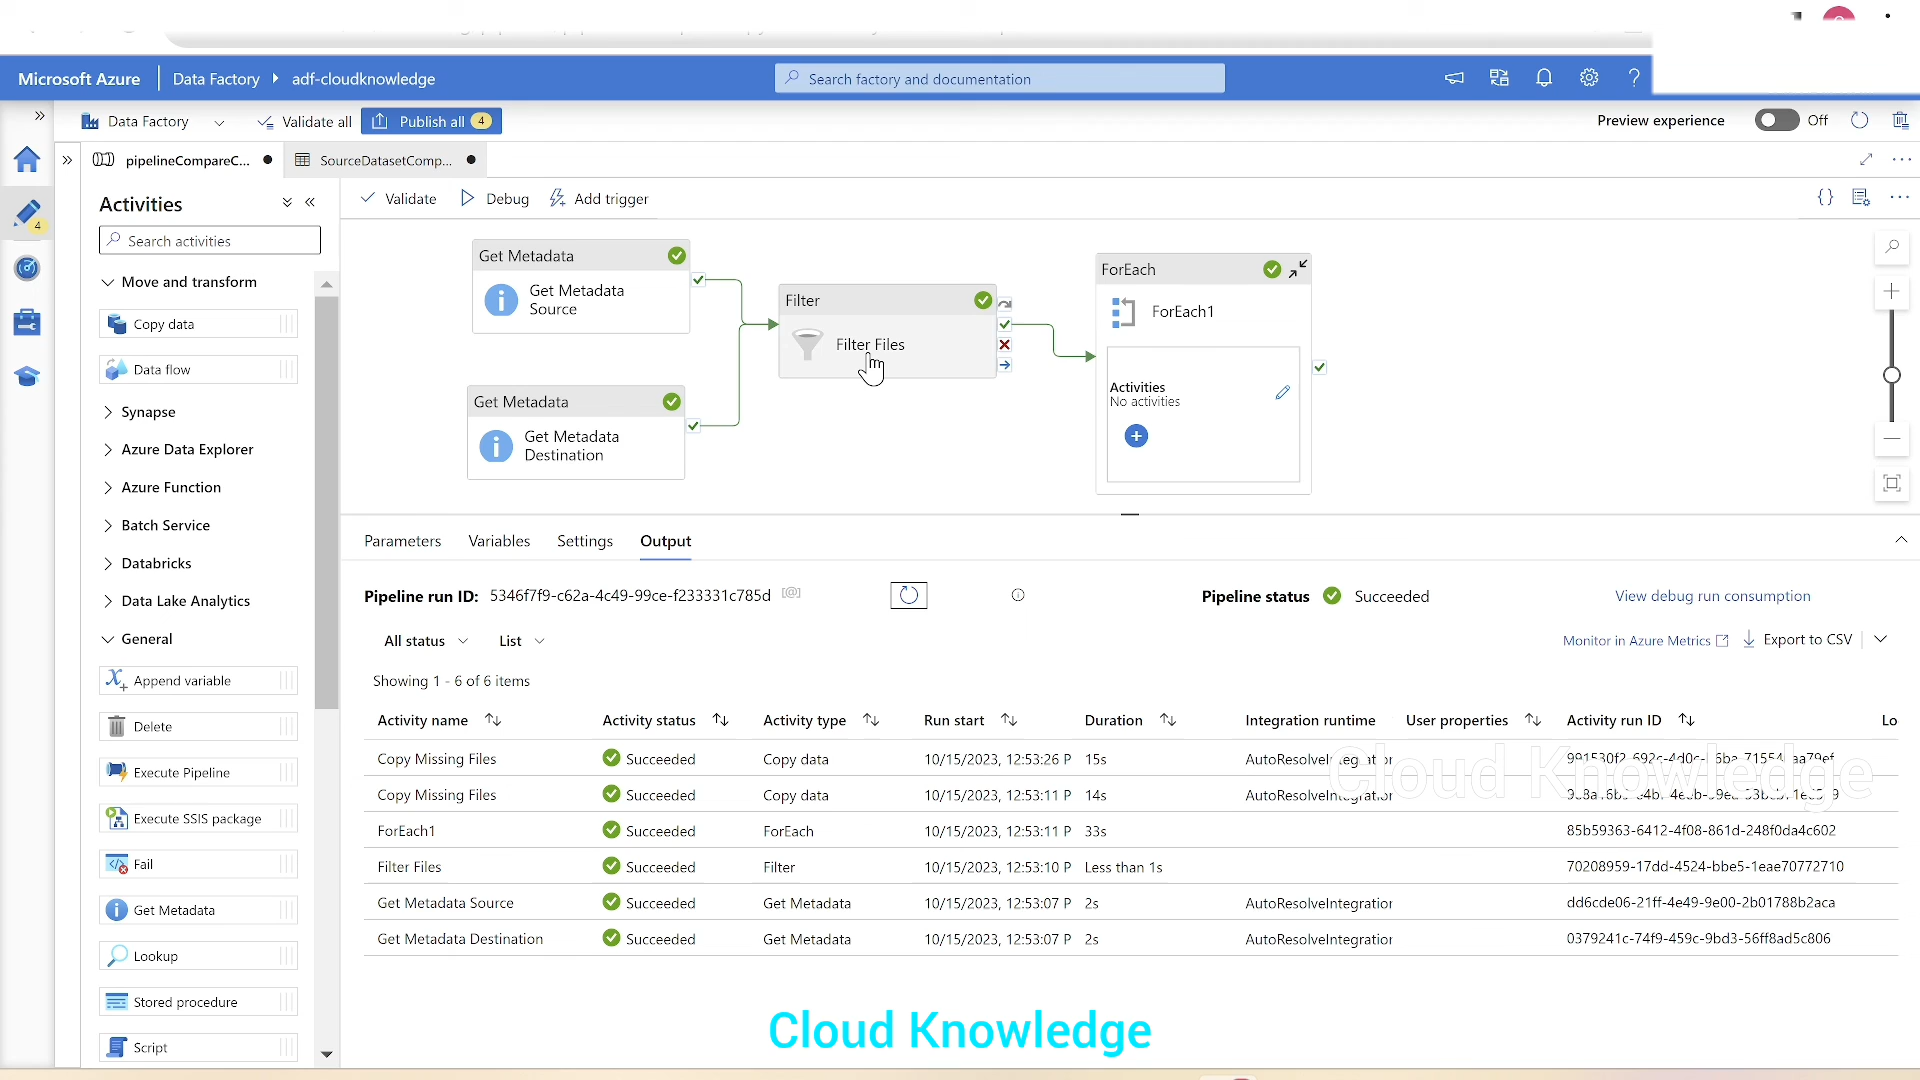 Microsoft Azure
Data Factory
adf-cloudknowledge
Search factory and documentation
Data Factory
Validate all
Publish all
4
Preview experience
Off
pipelineCompareC...
SourceDatasetComp...
4
Activities
Search activities
Move and transform
Copy data
Data flow
Synapse
Azure Data Explorer
Azure Function
Batch Service
Databricks
Data Lake Analytics
General
Append variable
Delete
Execute Pipeline
Execute SSIS package
Fail
Get Metadata
Lookup
Stored procedure
Script
Validate
Debug
Add trigger
Get Metadata
Get Metadata
Source
Get Metadata
Get Metadata
Destination
Filter
Filter Files
ForEach
ForEach1
Activities
No activities
Parameters
Variables
Settings
Output
Pipeline run ID: 5346f7f9-c62a-4c49-99ce-f233331c785d
Pipeline status
Succeeded
View debug run consumption
All status
List
Monitor in Azure Metrics
Export to CSV
Showing 1 - 6 of 6 items
Activity name Activity status Activity type Run start Duration Integration runtime User properties Activity run ID Lo
Copy Missing Files Succeeded Copy data 10/15/2023, 12:53:26 P 15s
Copy Missing Files Succeeded Copy data 10/15/2023, 12:53:11 P 14s
ForEach1 Succeeded ForEach 10/15/2023, 12:53:11 P 33s 85b59363-6412-4f08-861d-248f0da4c602
Filter Files Succeeded Filter 10/15/2023, 12:53:10 P Less than 1s 70208959-17dd-4524-bbe5-1eae70772710
Get Metadata Source Succeeded Get Metadata 10/15/2023, 12:53:07 P 2s AutoResolveIntegration dd6cde06-21ff-4e49-9e00-2b01788b2aca
Get Metadata Destination Succeeded Get Metadata 10/15/2023, 12:53:07 P 2s AutoResolveIntegration 0379241c-74f9-459c-9bd3-56ff8ad5c806
Cloud Knowledge
Cloud Knowledge